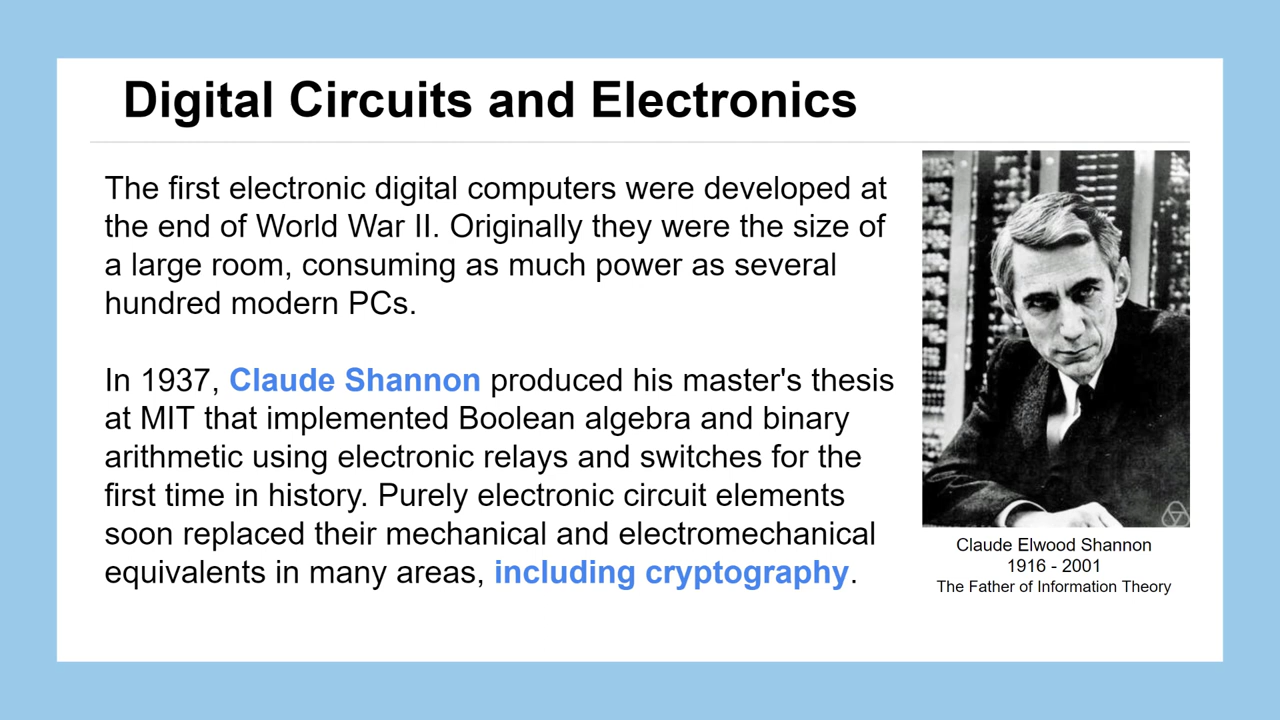 Digital Circuits and Electronics
The first electronic digital computers were developed at
the end of World War II. Originally they were the size of
a large room, consuming as much power as several
hundred modern PCs.
In 1937, Claude Shannon produced his master's thesis
at MIT that implemented Boolean algebra and binary
arithmetic using electronic relays and switches for the
first time in history. Purely electronic circuit elements
soon replaced their mechanical and electromechanical
equivalents in many areas, including cryptography.
Claude Elwood Shannon
1916 - 2001
The Father of Information Theory